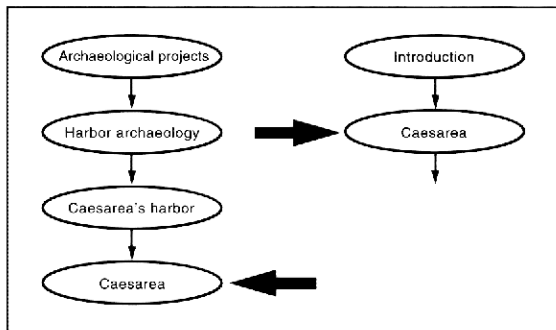 Archaeological projects
Introduction
Harbor archaeology
Caesarea
Caesarea's harbor
Caesarea